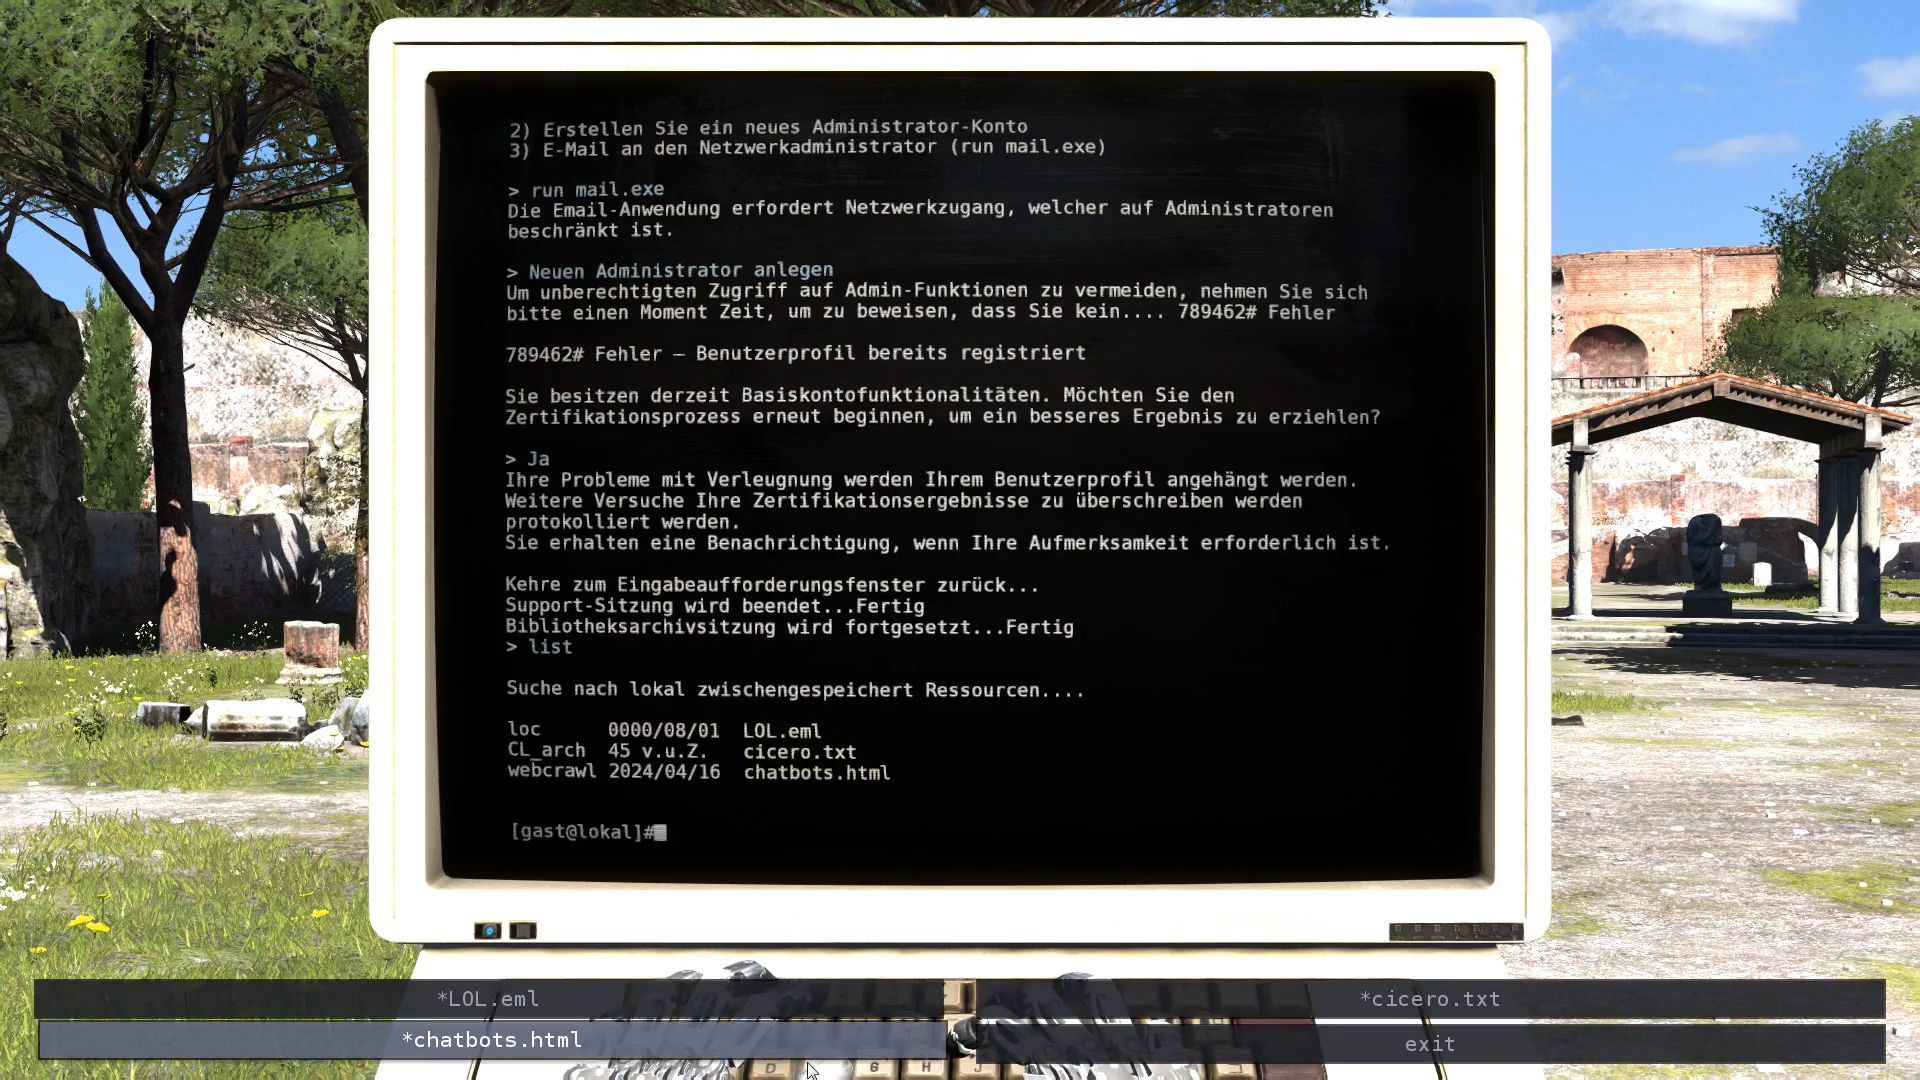 2) Erstellen Sie ein neues Administrator-Konto
3) E-Mail an den Netzwerkadministrator (run mail.exe)
> run mail.exe
Die Email-Anwendung erfordert Netzwerkzugang, welcher auf Administratoren
beschränkt ist.
> Neuen Administrator anlegen
Um unberechtigten Zugriff auf Admin-Funktionen zu vermeiden, nehmen Sie sich
bitte einen Moment Zeit, um zu beweisen, dass Sie kein.... 789462# Fehler
789462# Fehler – Benutzerprofil bereits registriert
Sie besitzen derzeit Basiskontofunktionalitäten. Möchten Sie den
Zertifikationsprozess erneut beginnen, um ein besseres Ergebnis zu erziehlen?
> Ja
Ihre Probleme mit Verleugnung werden Ihrem Benutzerprofil angehängt werden.
Weitere Versuche Ihre Zertifikationsergebnisse zu überschreiben werden
protokolliert werden.
Sie erhalten eine Benachrichtigung, wenn Ihre Aufmerksamkeit erforderlich ist.
Kehre zum Eingabeaufforderungsfenster zurück...
Support-Sitzung wird beendet...Fertig
Bibliotheksarchivsitzung wird fortgesetzt...Fertig
> list
Suche nach lokal zwischengespeichert Ressourcen....
loc 0000/08/01 LOL.eml
CL_arch 45 v.u.Z. cicero.txt
webcrawl 2024/04/16 chatbots.html
[gast@lokal]#
*LOL.eml
*cicero.txt
*chatbots.html
exit
D G H J